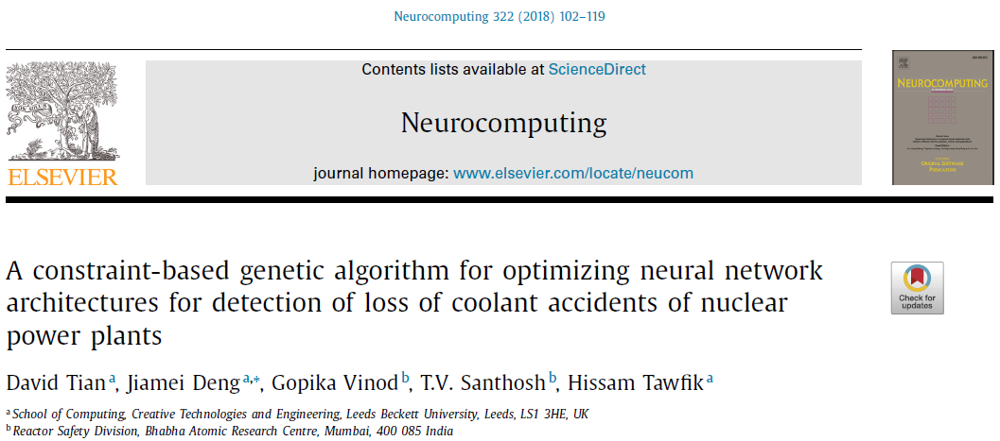 Neurocomputing 322 (2018) 102–119
Contents lists available at ScienceDirect
Neurocomputing
journal homepage: www.elsevier.com/locate/neucom
ELSEVIER
NEUROCOMPUTING
ORIGINAL SOFTWARE
PUBLICATIONS
A constraint-based genetic algorithm for optimizing neural network
architectures for detection of loss of coolant accidents of nuclear
power plants
Check for
updates
David Tian a, Jiamei Deng a,*, Gopika Vinod b, T.V. Santhosh b, Hissam Tawfik a
a School of Computing, Creative Technologies and Engineering, Leeds Beckett University, Leeds, LS1 3HE, UK
b Reactor Safety Division, Bhabha Atomic Research Centre, Mumbai, 400 085 India